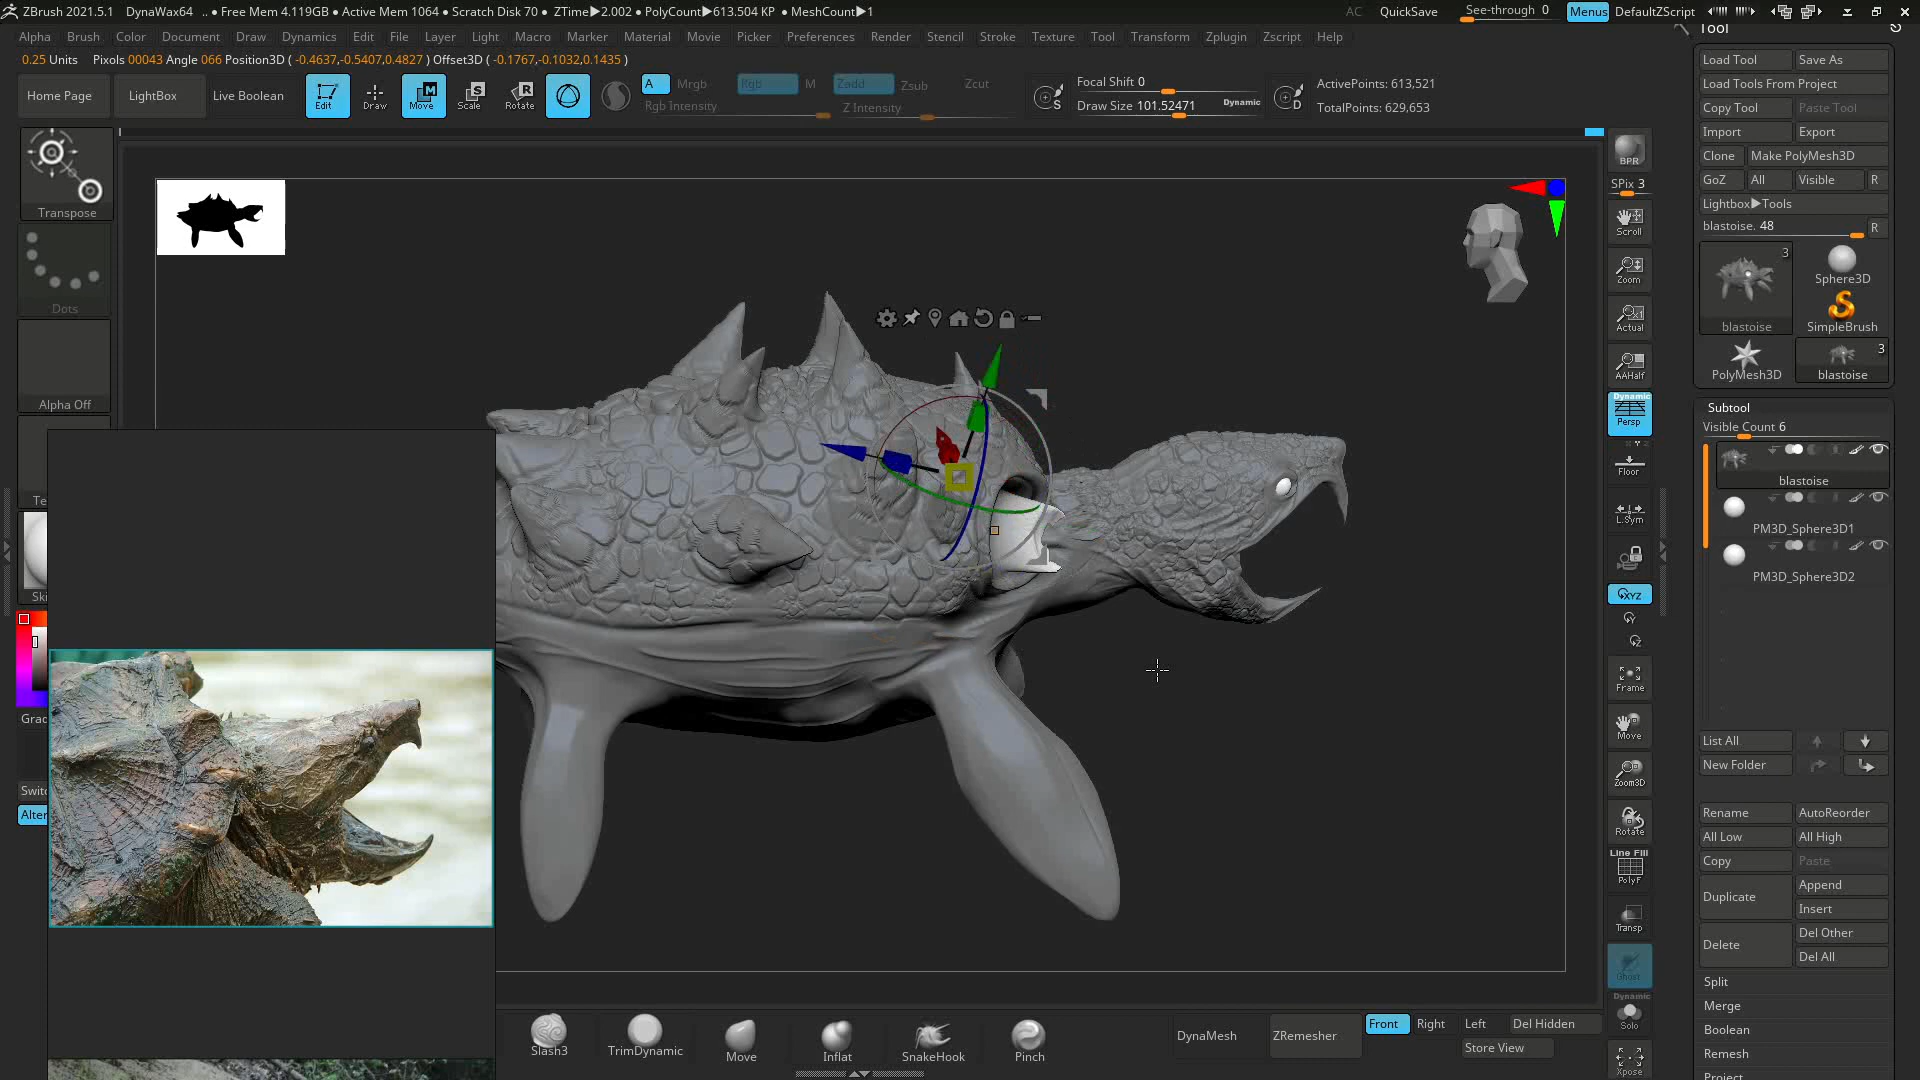 ZBrush 2021.5.1 DynaWax64 .. • Free Mem 4.119GB • Active Mem 1064 • Scratch Disk 70 • ZTime▶2.002 • PolyCount▶613.504 KP • MeshCount▶1 AC QuickSave See-through 0 Menus DefaultZScript
Alpha Brush Color Document Draw Dynamics Edit File Layer Light Macro Marker Material Movie Picker Preferences Render Stencil Stroke Texture Tool Transform Zplugin Zscript Help
Tool
0.25 Units Pixols 00043 Angle 066 Position3D ( -0.4637,-0.5407,0.4827 ) Offset3D ( -0.1767,-0.1032,0.1435 )
Home Page LightBox Live Boolean Edit Draw Move Scale Rotate A Mrgb Rgb M Zadd Zsub Zcut
Rgb Intensity Z Intensity
Focal Shift 0
Draw Size 101.52471 Dynamic
ActivePoints: 613,521
TotalPoints: 629,653
Load Tool Save As
Load Tools From Project
Copy Tool Paste Tool
Import Export
Clone Make PolyMesh3D
GoZ All Visible R
Lightbox▶Tools
blastoise. 48 R
3
Sphere3D
blastoise SimpleBrush
3
PolyMesh3D blastoise
Subtool
Visible Count 6
blastoise
PM3D_Sphere3D1
PM3D_Sphere3D2
List All
New Folder
Rename AutoReorder
All Low All High
Copy Paste
Duplicate Append
Insert
Delete Del Other
Del All
Split
Merge
Boolean
Remesh
Project
BPR
SPix 3
Scroll
Zoom
Actual
AAHalf
Dynamic
Persp
Floor
L.Sym
XYZ
Y
Z
Frame
Move
Zoom3D
Rotate
Line Fill
PolyF
Transp
Ghost
Dynamic
Solo
Xpose
Transpose
Dots
Alpha Off
Te
Ski
Grad
Switc
Alter
Slash3 TrimDynamic Move Inflat SnakeHook Pinch
DynaMesh ZRemesher Front Right Left Del Hidden
Store View